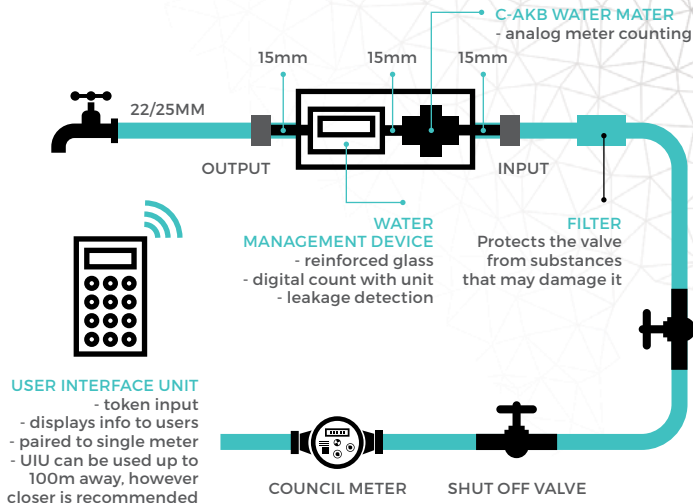 C-AKB WATER MATER
- analog meter counting
15mm
15mm
15mm
22/25MM
OUTPUT
INPUT
WATER
MANAGEMENT DEVICE
- reinforced glass
- digital count with unit
- leakage detection
FILTER
Protects the valve
from substances
that may damage it
USER INTERFACE UNIT
- token input
- displays info to users
- paired to single meter
- UIU can be used up to
100m away, however
closer is recommended
COUNCIL METER
SHUT OFF VALVE